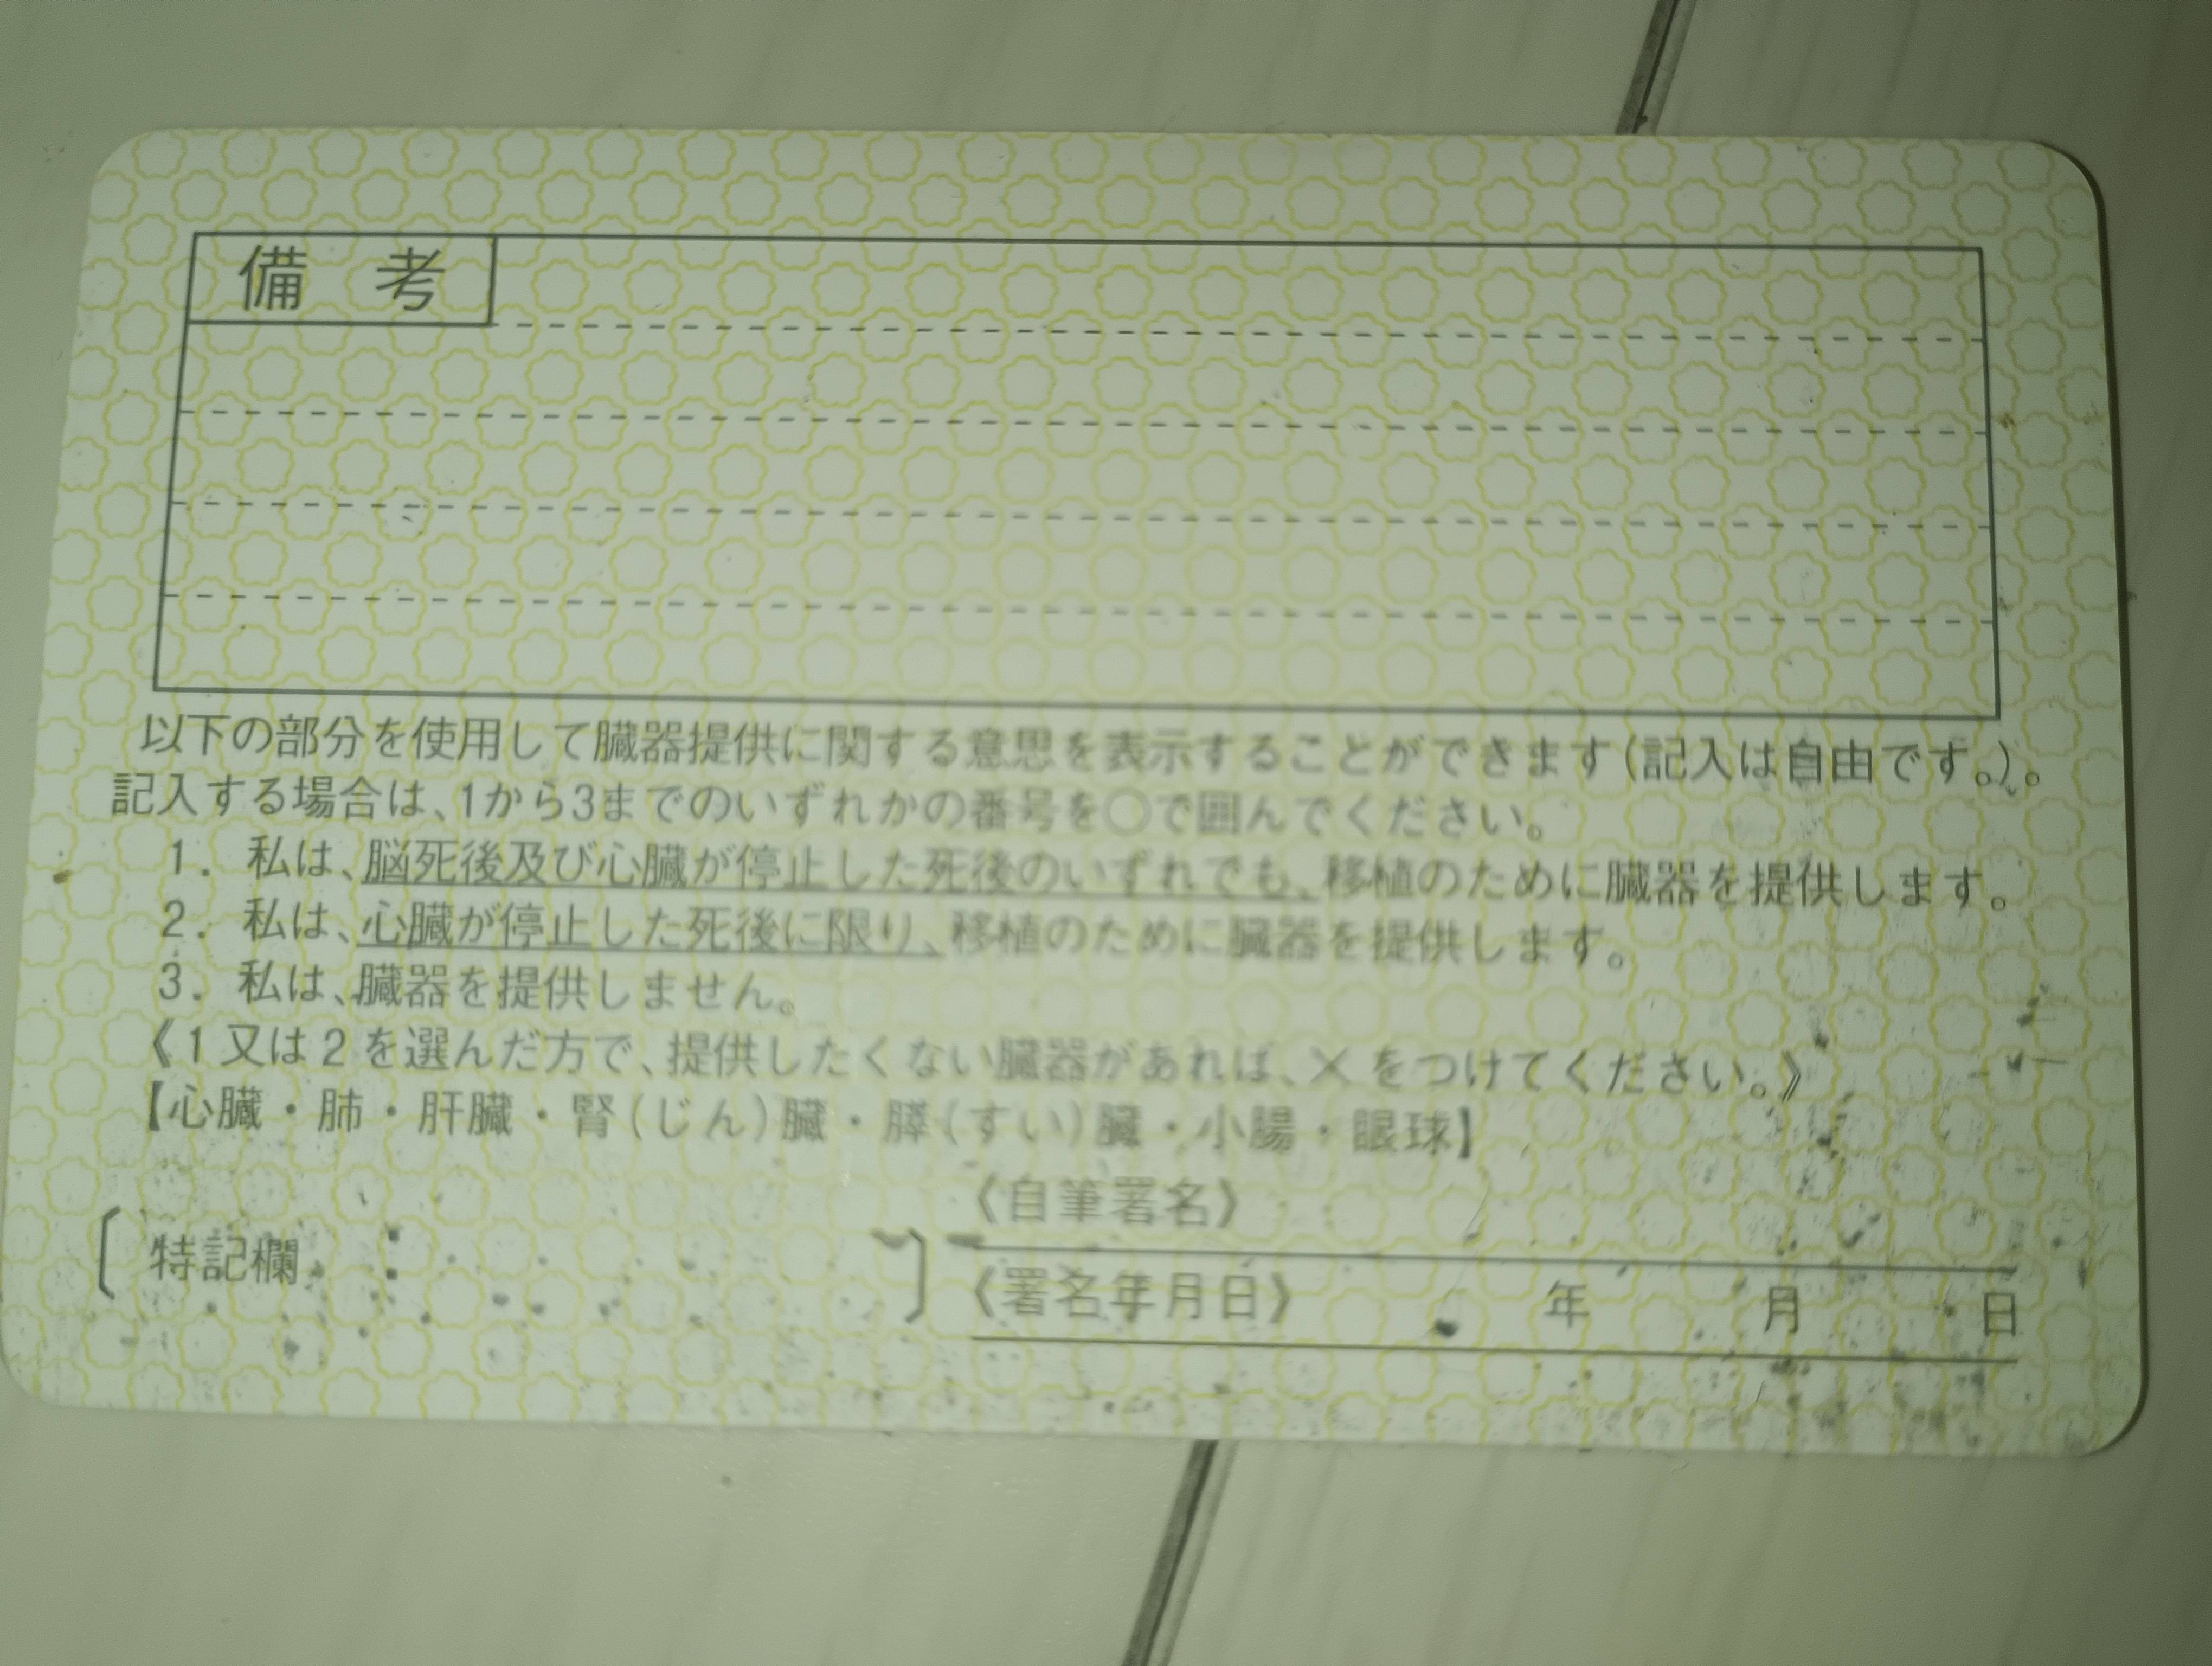 備考
以下の部分を使用して臓器提供に関する意思を表示することができます(記入は自由です。)。
記入する場合は、1から3までのいずれかの番号を○で囲んでください。
1. 私は、脳死後及び心臓が停止した死後のいずれでも、移植のために臓器を提供します。
2. 私は、心臓が停止した死後に限り、移植のために臓器を提供します。
3. 私は、臓器を提供しません。
《1又は2を選んだ方で、提供したくない臓器があれば、×をつけてください。》
【心臓・肺・肝臓・腎(じん)臓・膵(すい)臓・小腸・眼球】
〔特記欄: 〕
《自筆署名》
《署名年月日》 年 月 日